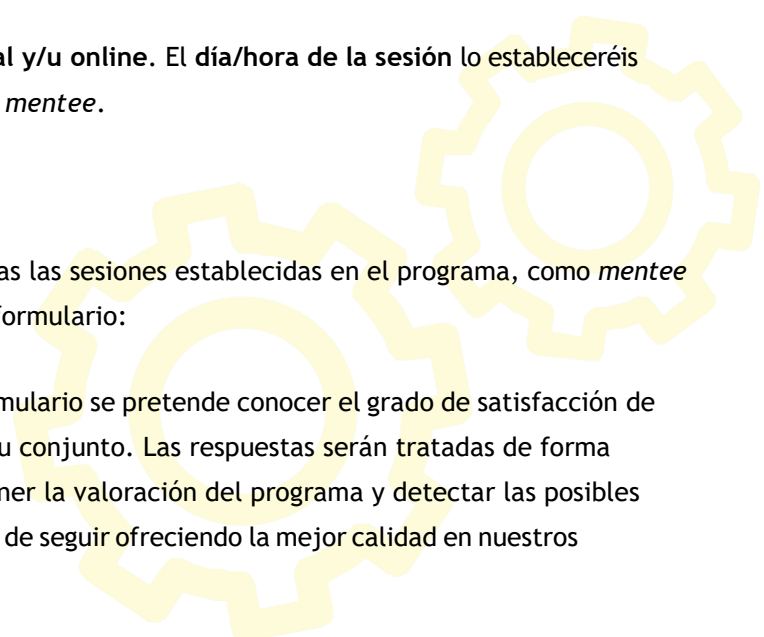 al y/u online. El día/hora de la sesión lo estableceréis
mentee.
as las sesiones establecidas en el programa, como mentee
formulario:
mulario se pretende conocer el grado de satisfacción de
u conjunto. Las respuestas serán tratadas de forma
ner la valoración del programa y detectar las posibles
de seguir ofreciendo la mejor calidad en nuestros